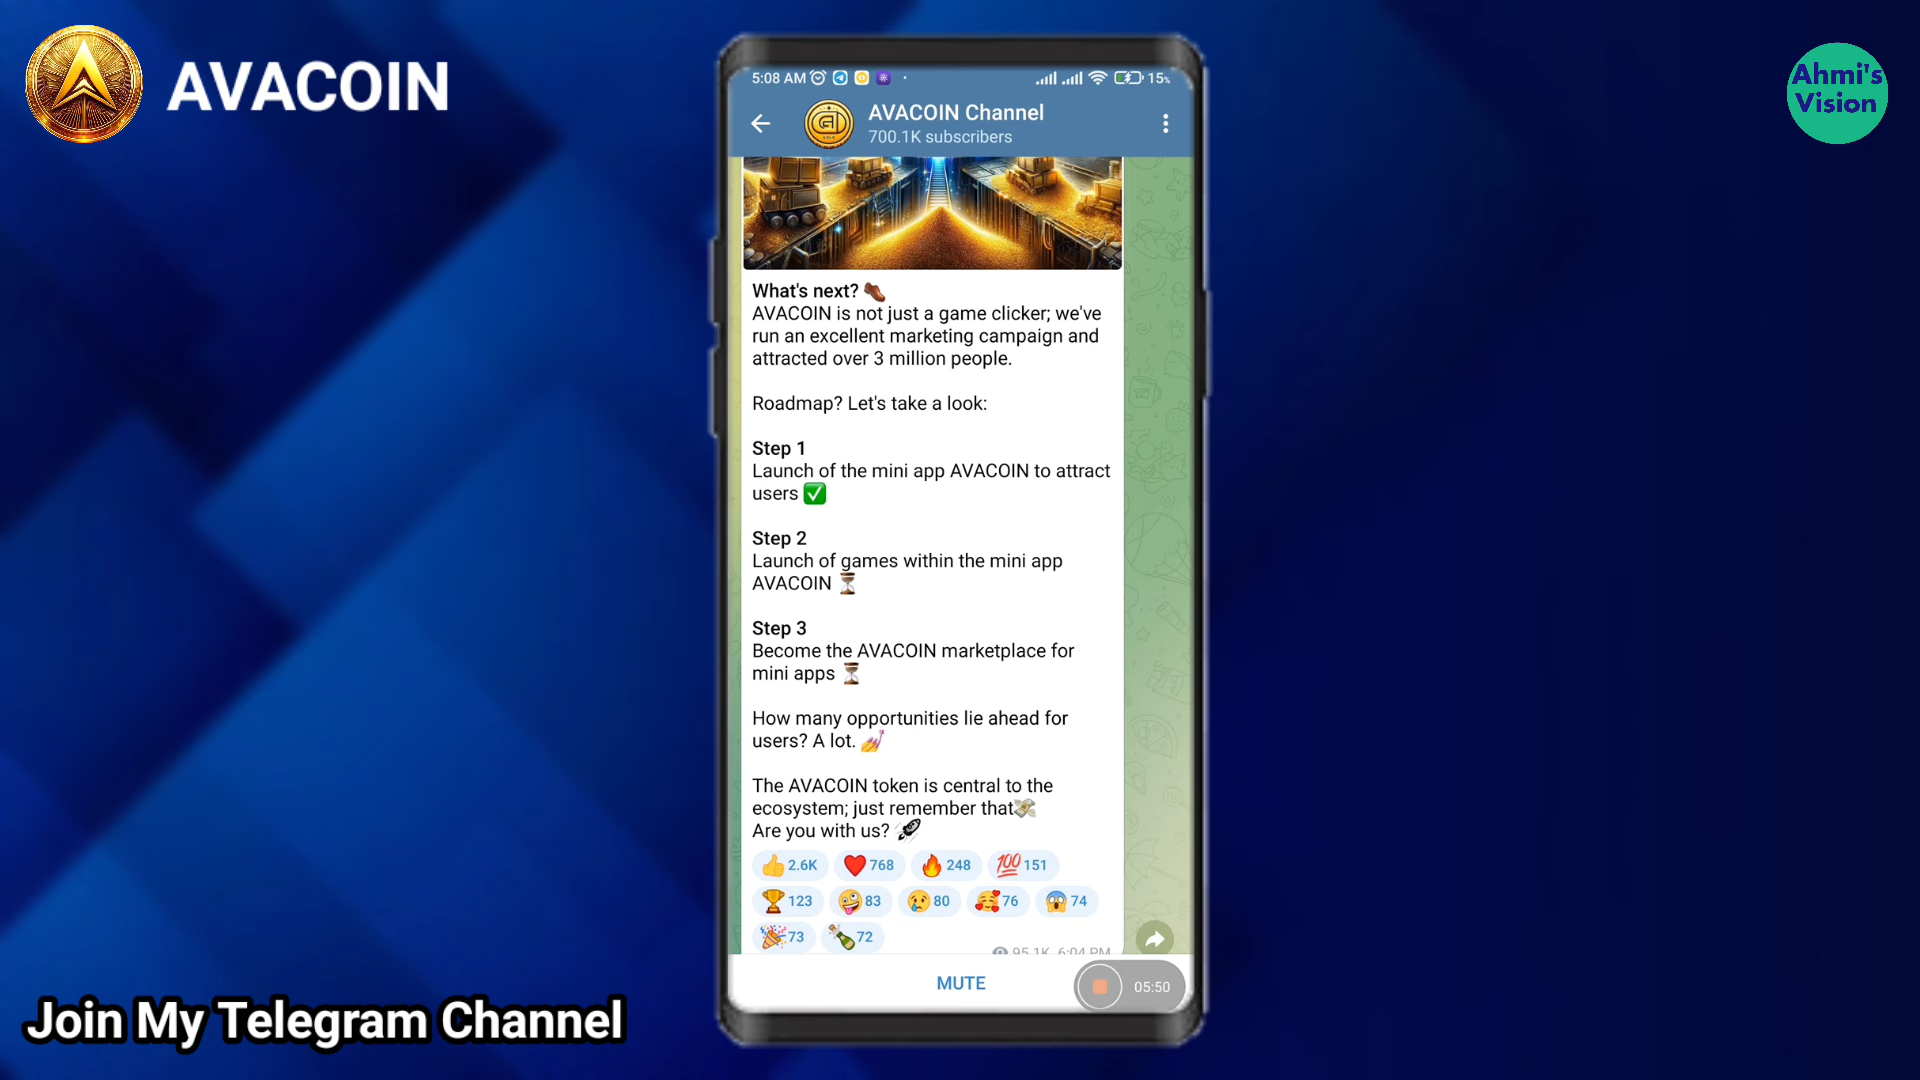 AVACOIN
Ahmi's
Vision
5:08 AM
15%
AVACOIN Channel
700.1K subscribers
What's next? 👞
AVACOIN is not just a game clicker; we've
run an excellent marketing campaign and
attracted over 3 million people.
Roadmap? Let's take a look:
Step 1
Launch of the mini app AVACOIN to attract
users ✅
Step 2
Launch of games within the mini app
AVACOIN ⏳
Step 3
Become the AVACOIN marketplace for
mini apps ⏳
How many opportunities lie ahead for
users? A lot. 💅
The AVACOIN token is central to the
ecosystem; just remember that💸
Are you with us? 🚀
👍 2.6K ❤️ 768 🔥 248 💯 151
🏆 123 🤪 83 😢 80 🥰 76 😱 74
🎉 73 🍾 72
95.1K 6:04 PM
MUTE
05:50
Join My Telegram Channel